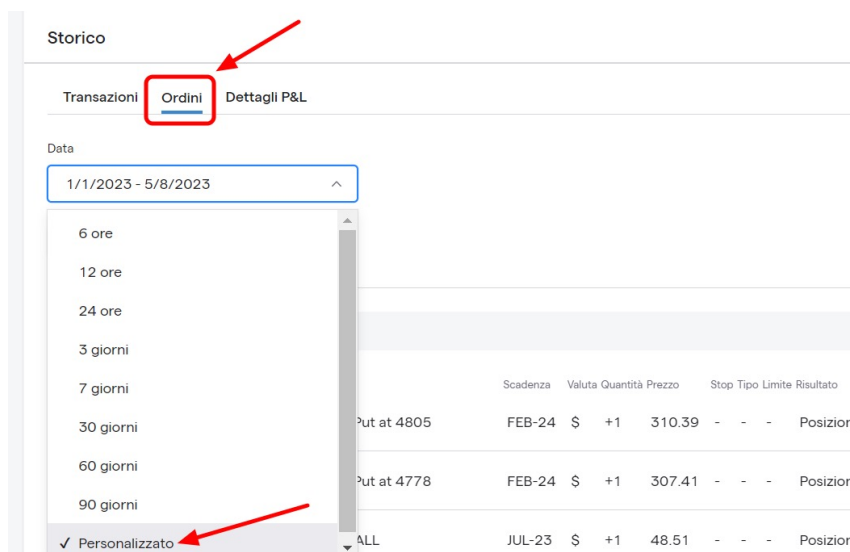 Storico
Transazioni Ordini Dettagli P&L
Data
1/1/2023 - 5/8/2023
6 ore
12 ore
24 ore
3 giorni
7 giorni
30 giorni
60 giorni
90 giorni
✓ Personalizzato
Scadenza Valuta Quantità Prezzo Stop Tipo Limite Risultato
Put at 4805 FEB-24 $ +1 310.39 - - - Posizion
Put at 4778 FEB-24 $ +1 307.41 - - - Posizion
ALL JUL-23 $ +1 48.51 - - - Posizion